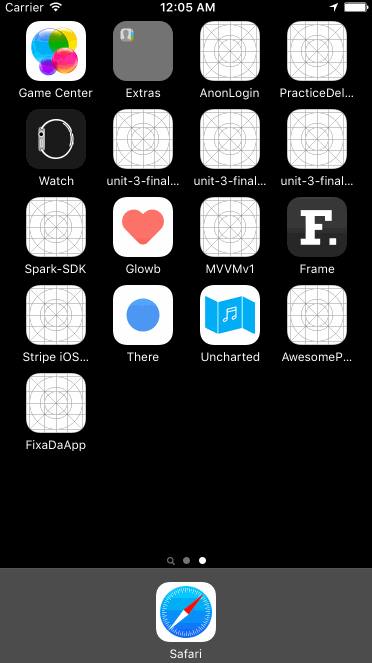 Carrier 12:05 AM
Game Center Extras AnonLogin PracticeDel...
Watch unit-3-final... unit-3-final... unit-3-final...
Spark-SDK Glowb MVVMv1 Frame
F.
Stripe iOS... There Uncharted AwesomeP...
FixaDaApp
Safari